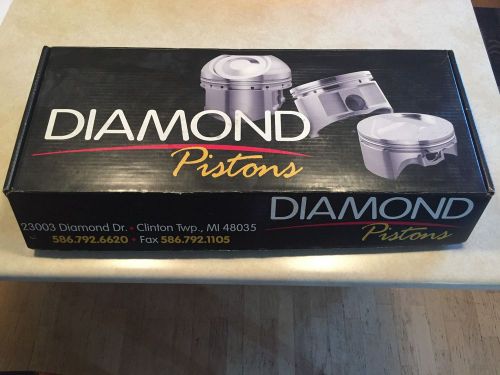 DIAMOND
Pistons
DIAMOND
Pistons
23003 Diamond Dr. • Clinton Twp., MI 48035
586.792.6620 • Fax 586.792.1105